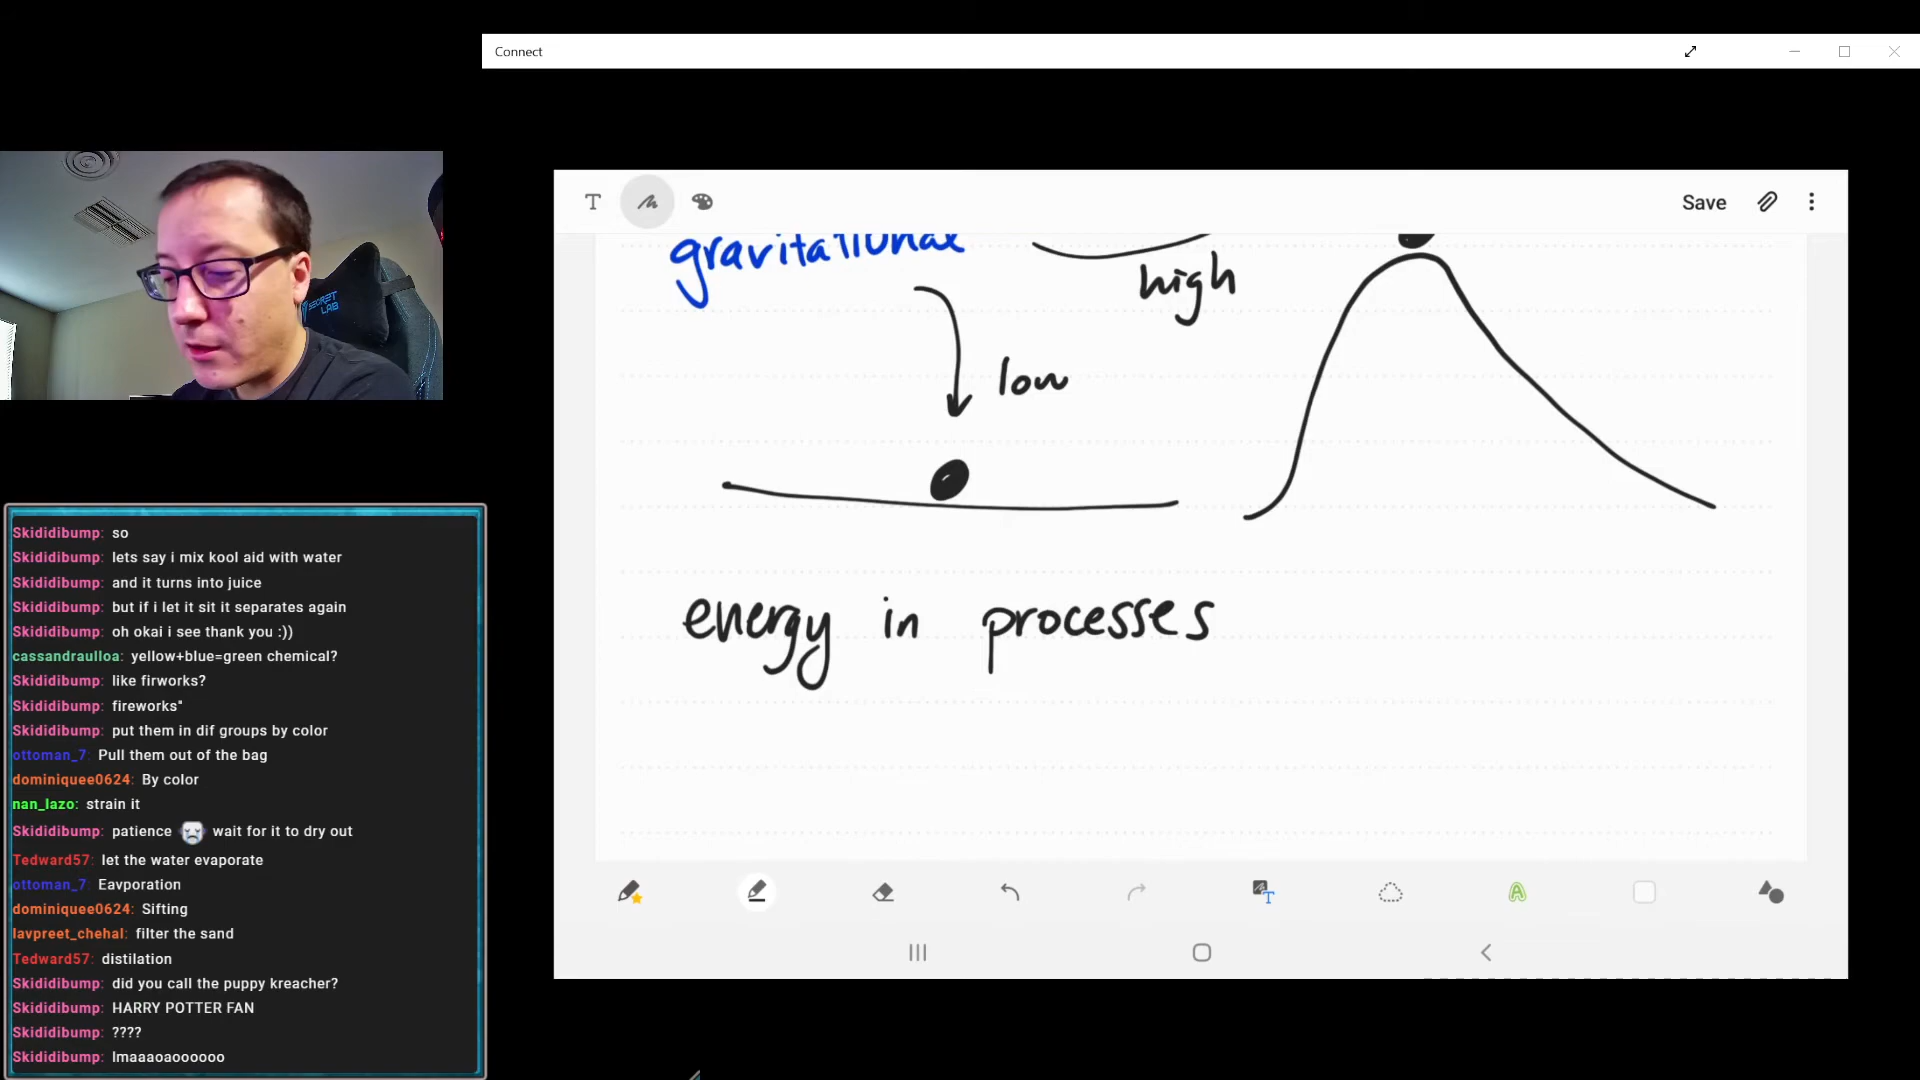 Connect
SECRET
LAB
T
Save
gravitational
high
low
energy in processes
Skididibump: so
Skididibump: lets say i mix kool aid with water
Skididibump: and it turns into juice
Skididibump: but if i let it sit it separates again
Skididibump: oh okai i see thank you :))
cassandraulloa: yellow+blue=green chemical?
Skididibump: like firworks?
Skididibump: fireworks"
Skididibump: put them in dif groups by color
ottoman_7: Pull them out of the bag
dominiquee0624: By color
nan_lazo: strain it
Skididibump: patience wait for it to dry out
Tedward57: let the water evaporate
ottoman_7: Eavporation
dominiquee0624: Sifting
lavpreet_chehal: filter the sand
Tedward57: distilation
Skididibump: did you call the puppy kreacher?
Skididibump: HARRY POTTER FAN
Skididibump: ????
Skididibump: lmaaaoaoooooo